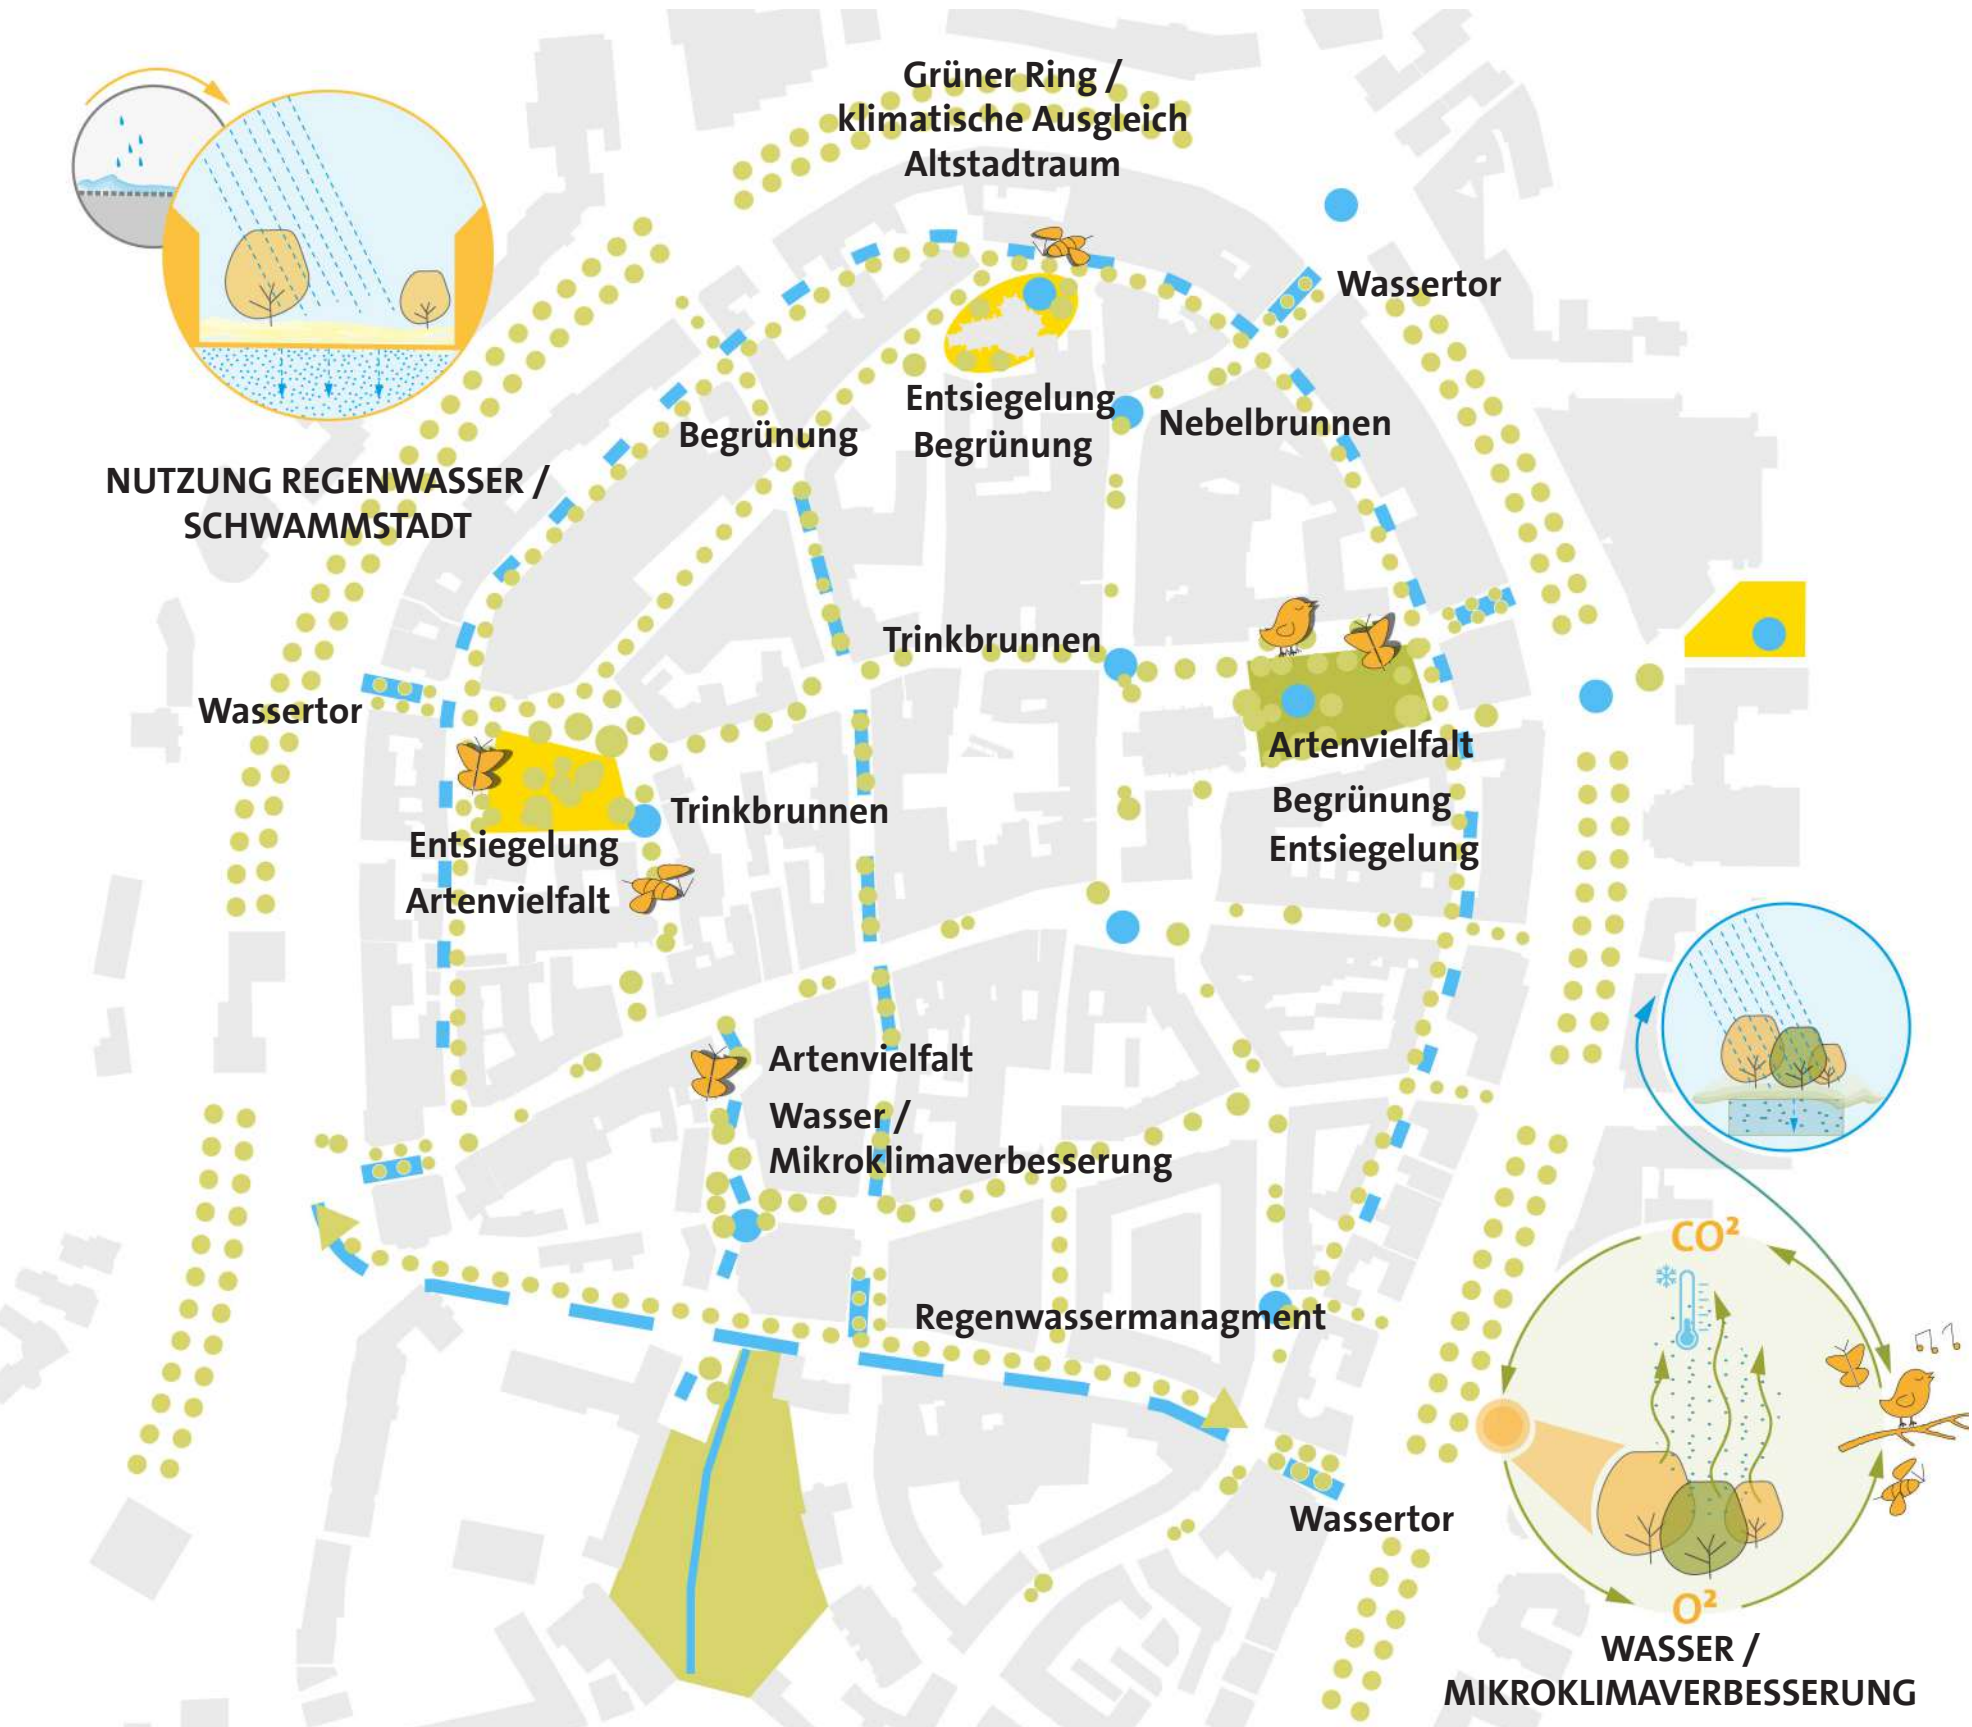 Grüner Ring /
klimatische Ausgleich
Altstadtraum
Wassertor
Entsiegelung
Begrünung
Nebelbrunnen
Begrünung
NUTZUNG REGENWASSER /
SCHWAMMSTADT
Trinkbrunnen
Wassertor
Artenvielfalt
Begrünung
Entsiegelung
Trinkbrunnen
Entsiegelung
Artenvielfalt
Artenvielfalt
Wasser /
Mikroklimaverbesserung
Regenwassermanagment
CO²
Wassertor
O²
WASSER /
MIKROKLIMAVERBESSERUNG